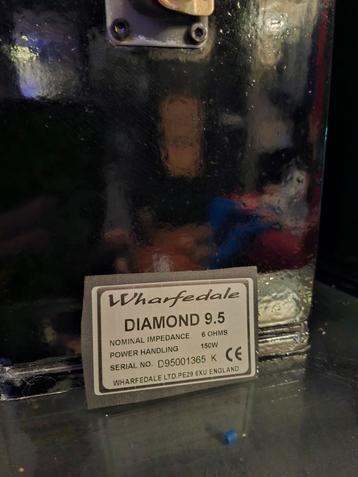 Wharfedale
DIAMOND 9.5
NOMINAL IMPEDANCE 6 OHMS
POWER HANDLING 150W
SERIAL NO. D95001365 K CE
WHARFEDALE LTD.PE29 6XU ENGLAND